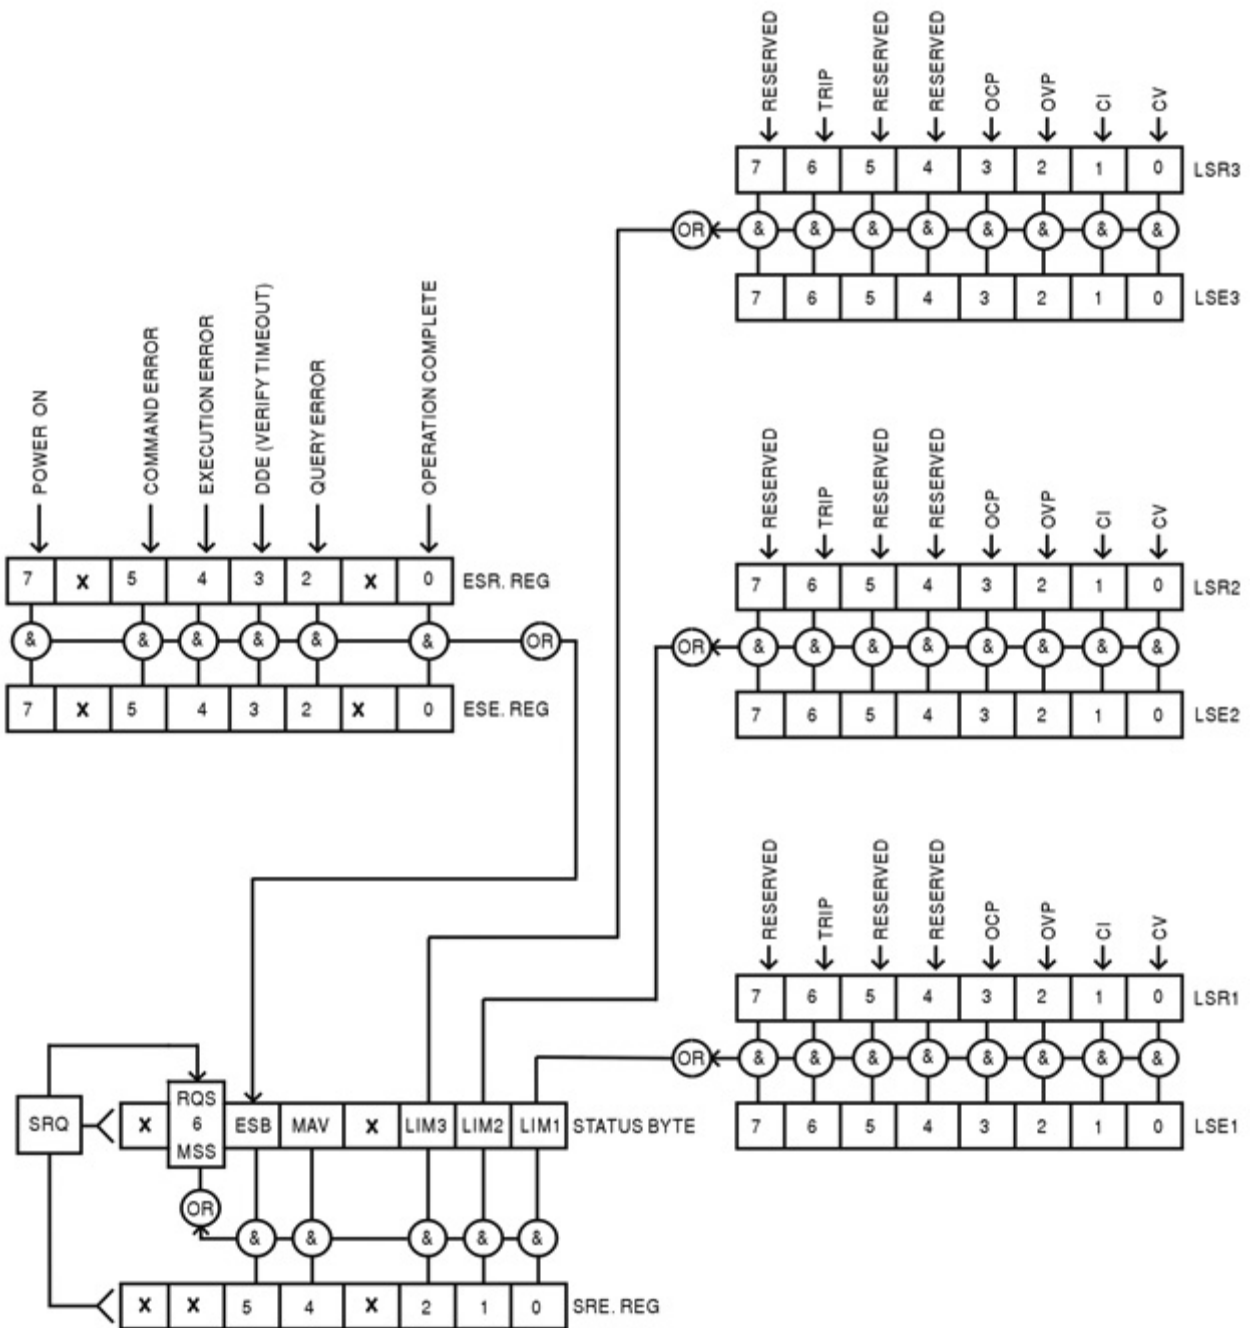 RESERVED TRIP RESERVED RESERVED OCP OVP CI CV
7 6 5 4 3 2 1 0 LSR3
OR & & & & & & & &
7 6 5 4 3 2 1 0 LSE3
POWER ON COMMAND ERROR EXECUTION ERROR DDE (VERIFY TIMEOUT) QUERY ERROR OPERATION COMPLETE
7 X 5 4 3 2 X 0 ESR. REG
& & & & & & OR
7 X 5 4 3 2 X 0 ESE. REG
RESERVED TRIP RESERVED RESERVED OCP OVP CI CV
7 6 5 4 3 2 1 0 LSR2
OR & & & & & & & &
7 6 5 4 3 2 1 0 LSE2
RESERVED TRIP RESERVED RESERVED OCP OVP CI CV
7 6 5 4 3 2 1 0 LSR1
OR & & & & & & & &
7 6 5 4 3 2 1 0 LSE1
SRQ X RQS 6 MSS ESB MAV X LIM3 LIM2 LIM1 STATUS BYTE
OR
& & & & &
X X 5 4 X 2 1 0 SRE. REG